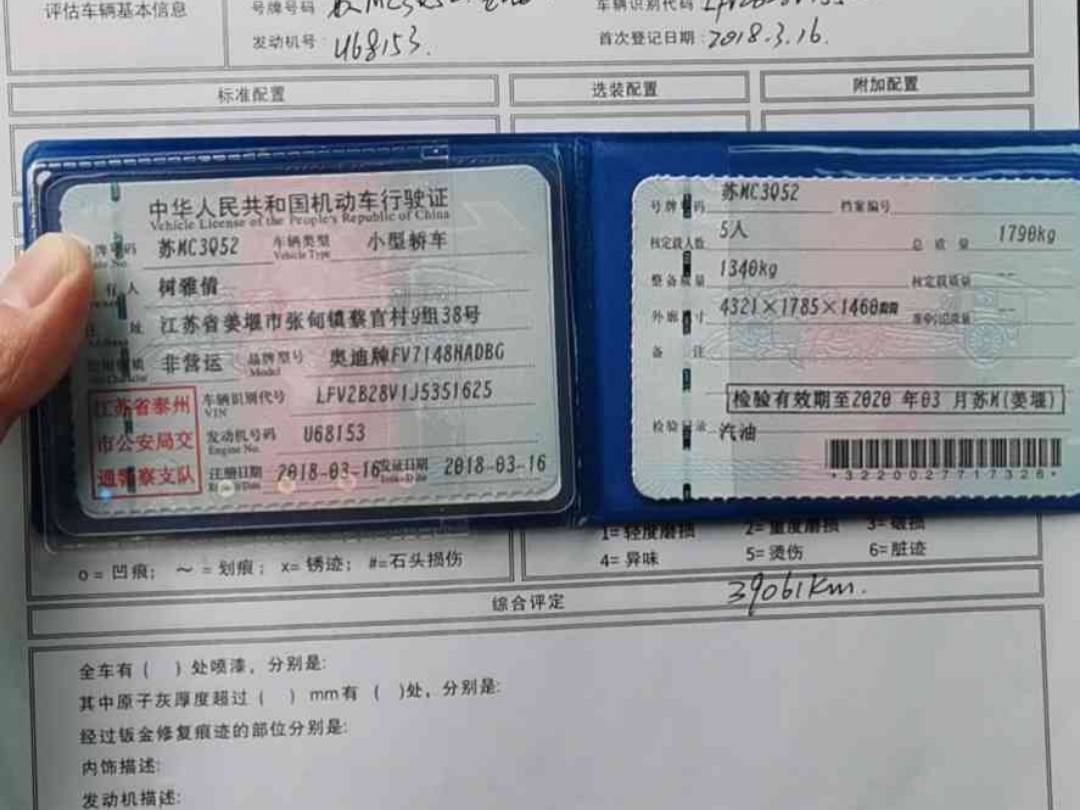 评估车辆基本信息
号牌号码
车辆识别代码
发动机号: U68153.
首次登记日期: 2018.3.16.
标准配置
选装配置
附加配置
中华人民共和国机动车行驶证
Vehicle License of the People's Republic of China
苏MC3Q52 车辆类型 小型轿车
Vehicle Type
树雅倩
址 江苏省姜堰市张甸镇蔡官村9组38号
非营运 品牌型号 奥迪牌FV7148HADBG
Model
江苏省泰州
市公安局交
通警察支队
车辆识别代号 LFV2B28V1J5351625
VIN
发动机号码 U68153
Engine No.
注册日期 2018-03-16 发证日期 2018-03-16
号牌号码 苏MC3Q52 档案编号
核定载人数 5人 总质量 1790kg
整备质量 1340kg 核定载质量 --
外廓尺寸 4321×1785×1460mm --
备注
检验有效期至2020年03月苏M(姜堰)
检验记录 汽油
*3220027717326*
o = 凹痕; ～ = 划痕; x= 锈迹; #=石头损伤
1= 轻度磨损 2= 重度磨损 3= 破损
4= 异味 5= 烫伤 6= 脏迹
综合评定 39061Km.
全车有( )处喷漆，分别是:
其中原子灰厚度超过( )mm有( )处，分别是:
经过钣金修复痕迹的部位分别是:
内饰描述:
发动机描述: